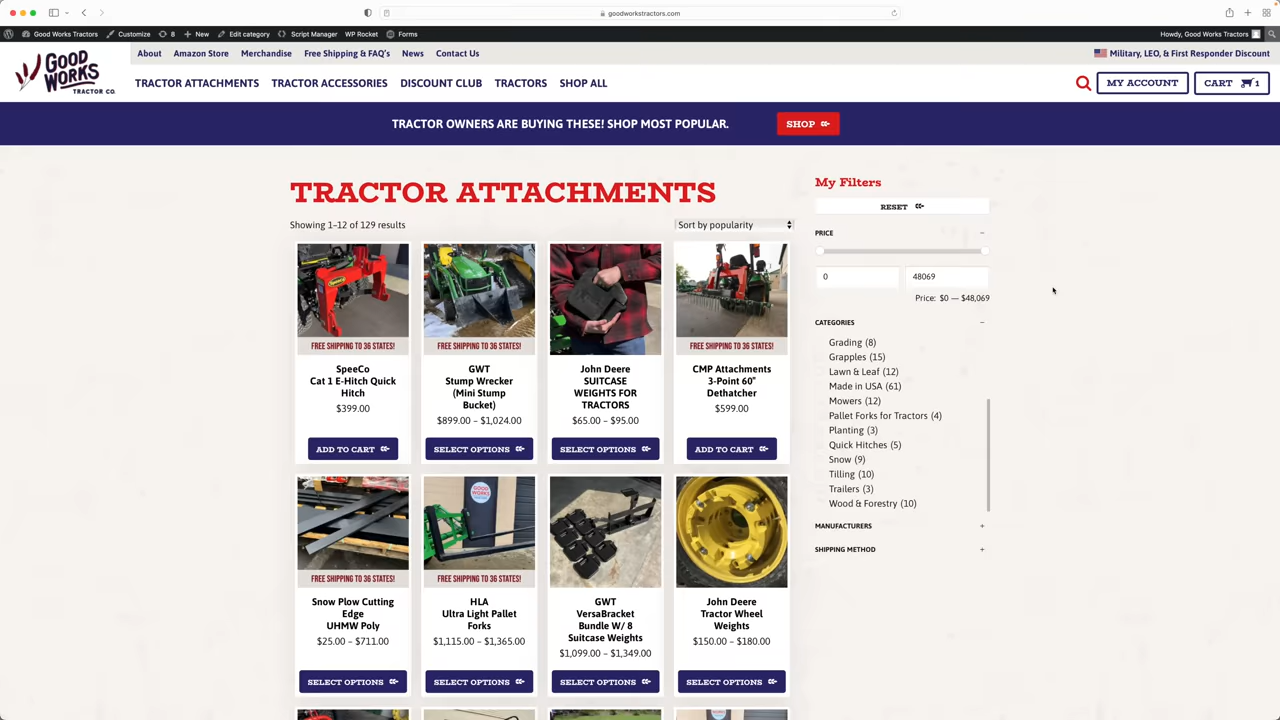 goodworkstractors.com
Good Works Tractors Customize 8 New Edit category Script Manager WP Rocket Forms Howdy, Good Works Tractors
GOOD
WORKS
TRACTOR CO.
About Amazon Store Merchandise Free Shipping & FAQ's News Contact Us Military, LEO, & First Responder Discount
TRACTOR ATTACHMENTS TRACTOR ACCESSORIES DISCOUNT CLUB TRACTORS SHOP ALL MY ACCOUNT CART 1
TRACTOR OWNERS ARE BUYING THESE! SHOP MOST POPULAR. SHOP
TRACTOR ATTACHMENTS
Showing 1–12 of 129 results Sort by popularity
FREE SHIPPING TO 36 STATES!
SpeeCo
Cat 1 E-Hitch Quick
Hitch
$399.00
ADD TO CART
FREE SHIPPING TO 36 STATES!
GWT
Stump Wrecker
(Mini Stump
Bucket)
$899.00 – $1,024.00
SELECT OPTIONS
John Deere
SUITCASE
WEIGHTS FOR
TRACTORS
$65.00 – $95.00
SELECT OPTIONS
FREE SHIPPING TO 36 STATES!
CMP Attachments
3-Point 60"
Dethatcher
$599.00
ADD TO CART
FREE SHIPPING TO 36 STATES!
Snow Plow Cutting
Edge
UHMW Poly
$25.00 – $711.00
SELECT OPTIONS
GOOD
WORKS
FREE SHIPPING TO 36 STATES!
HLA
Ultra Light Pallet
Forks
$1,115.00 – $1,365.00
SELECT OPTIONS
GWT
VersaBracket
Bundle W/ 8
Suitcase Weights
$1,099.00 – $1,349.00
SELECT OPTIONS
John Deere
Tractor Wheel
Weights
$150.00 – $180.00
SELECT OPTIONS
My Filters
RESET
PRICE −
0 48069
Price: $0 — $48,069
CATEGORIES −
Grading (8)
Grapples (15)
Lawn & Leaf (12)
Made in USA (61)
Mowers (12)
Pallet Forks for Tractors (4)
Planting (3)
Quick Hitches (5)
Snow (9)
Tilling (10)
Trailers (3)
Wood & Forestry (10)
MANUFACTURERS +
SHIPPING METHOD +